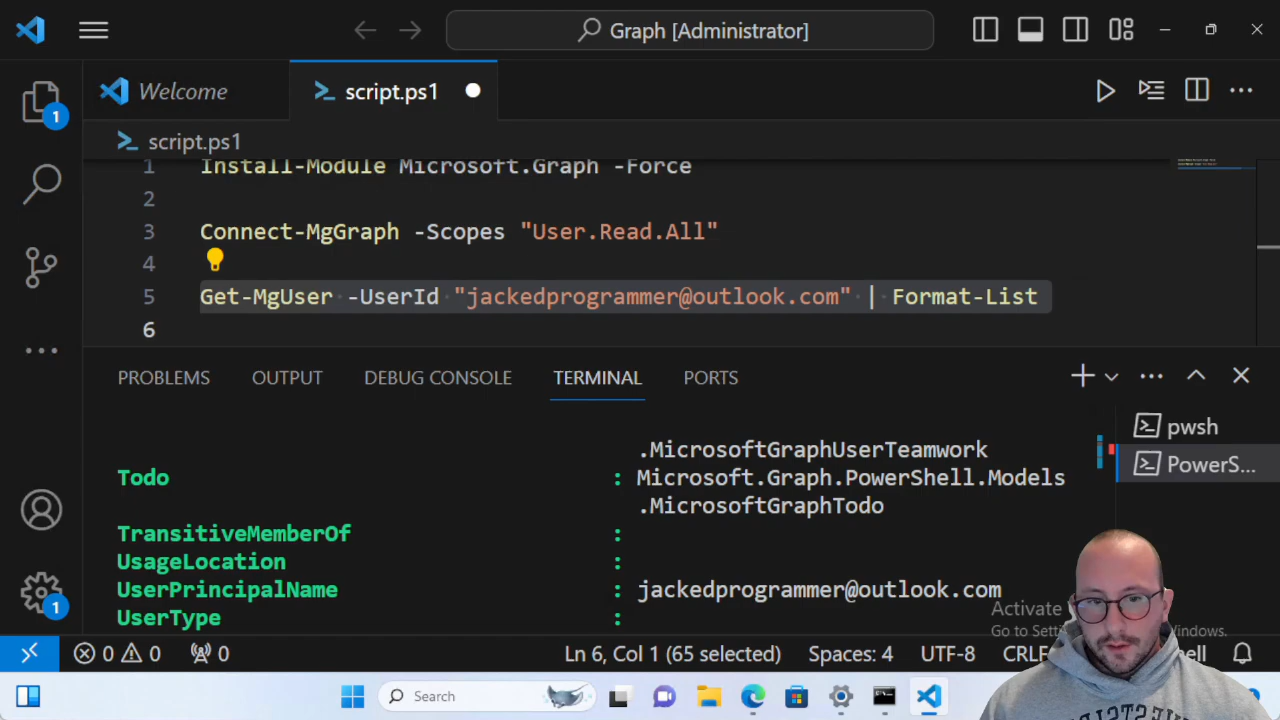 Graph [Administrator]
Welcome
script.ps1
script.ps1
1 Install-Module Microsoft.Graph -Force
2
3 Connect-MgGraph -Scopes "User.Read.All"
4
5 Get-MgUser -UserId "jackedprogrammer@outlook.com" | Format-List
6
PROBLEMS OUTPUT DEBUG CONSOLE TERMINAL PORTS
pwsh
PowerS...
.MicrosoftGraphUserTeamwork
Todo : Microsoft.Graph.PowerShell.Models
.MicrosoftGraphTodo
TransitiveMemberOf :
UsageLocation :
UserPrincipalName : jackedprogrammer@outlook.com
UserType :
Activate
Go to Setti Windows.
1
1
0 0 0 Ln 6, Col 1 (65 selected) Spaces: 4 UTF-8 CRLF ell
Search